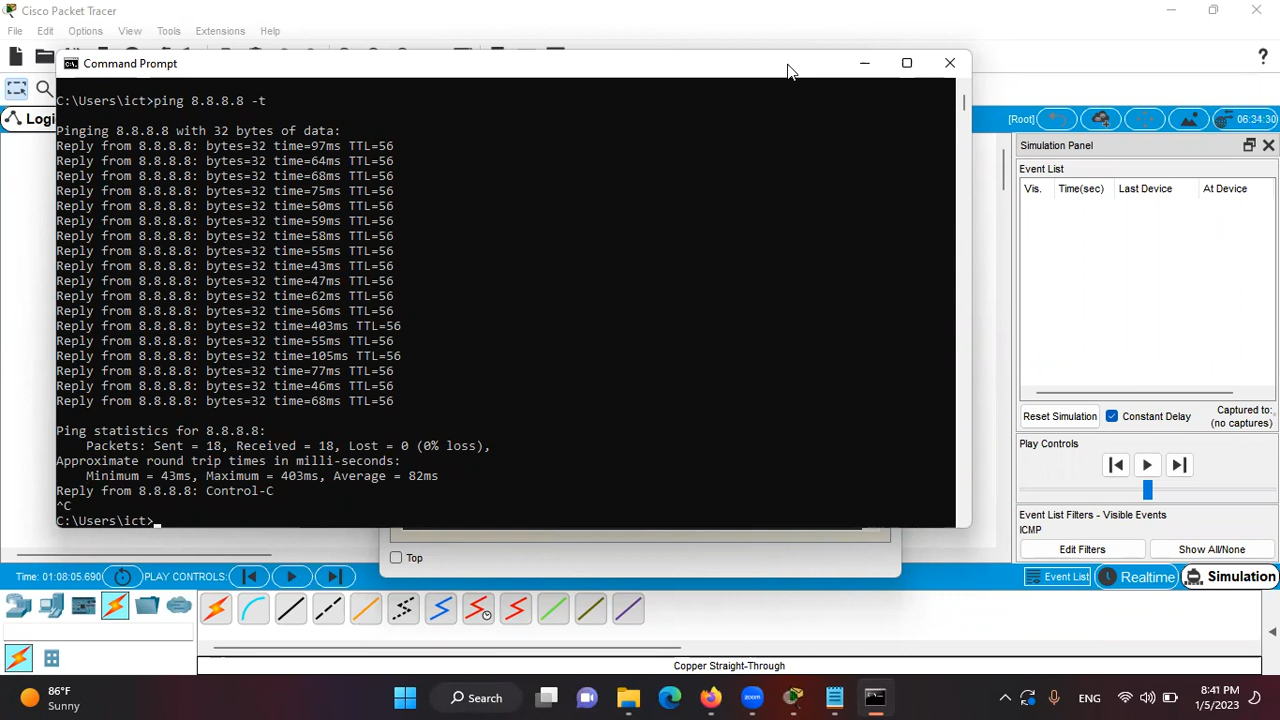 Cisco Packet Tracer
File Edit Options View Tools Extensions Help
Command Prompt
C:\Users\ict>ping 8.8.8.8 -t
Pinging 8.8.8.8 with 32 bytes of data:
Reply from 8.8.8.8: bytes=32 time=97ms TTL=56
Reply from 8.8.8.8: bytes=32 time=64ms TTL=56
Reply from 8.8.8.8: bytes=32 time=68ms TTL=56
Reply from 8.8.8.8: bytes=32 time=75ms TTL=56
Reply from 8.8.8.8: bytes=32 time=50ms TTL=56
Reply from 8.8.8.8: bytes=32 time=59ms TTL=56
Reply from 8.8.8.8: bytes=32 time=58ms TTL=56
Reply from 8.8.8.8: bytes=32 time=55ms TTL=56
Reply from 8.8.8.8: bytes=32 time=43ms TTL=56
Reply from 8.8.8.8: bytes=32 time=47ms TTL=56
Reply from 8.8.8.8: bytes=32 time=62ms TTL=56
Reply from 8.8.8.8: bytes=32 time=56ms TTL=56
Reply from 8.8.8.8: bytes=32 time=403ms TTL=56
Reply from 8.8.8.8: bytes=32 time=55ms TTL=56
Reply from 8.8.8.8: bytes=32 time=105ms TTL=56
Reply from 8.8.8.8: bytes=32 time=77ms TTL=56
Reply from 8.8.8.8: bytes=32 time=46ms TTL=56
Reply from 8.8.8.8: bytes=32 time=68ms TTL=56
Ping statistics for 8.8.8.8:
Packets: Sent = 18, Received = 18, Lost = 0 (0% loss),
Approximate round trip times in milli-seconds:
Minimum = 43ms, Maximum = 403ms, Average = 82ms
Reply from 8.8.8.8: Control-C
^C
C:\Users\ict>
Logi
[Root]
06:34:30
Simulation Panel
Event List
Vis. Time(sec) Last Device At Device
Reset Simulation Constant Delay Captured to:
(no captures)
Play Controls
Event List Filters - Visible Events
ICMP
Edit Filters Show All/None
Top
Time: 01:08:05.690 PLAY CONTROLS: Event List Realtime Simulation
Copper Straight-Through
86°F
Sunny
Search
zoom
ENG
8:41 PM
1/5/2023